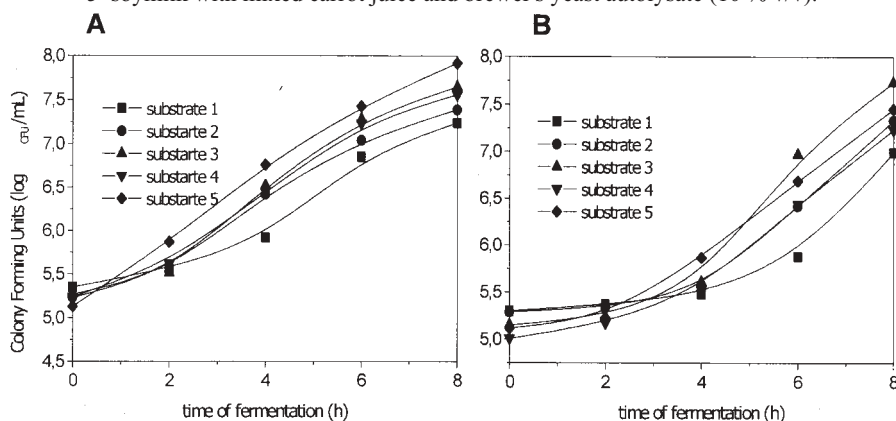 5- soymilk with mixed carrot juice and brewer's yeast autolysate (10 % v/v).
A
B
8,0
7,5
7,0
6,5
6,0
5,5
5,0
4,5
Colony Forming Units (log CFU/mL)
substrate 1
substarte 2
substarte 3
substarte 4
substarte 5
0 2 4 6 8
time of fermentation (h)
8,0
7,5
7,0
6,5
6,0
5,5
5,0
substrate 1
substrate 2
substrate 3
substrate 4
substrate 5
0 2 4 6 8
time of fermentation (h)